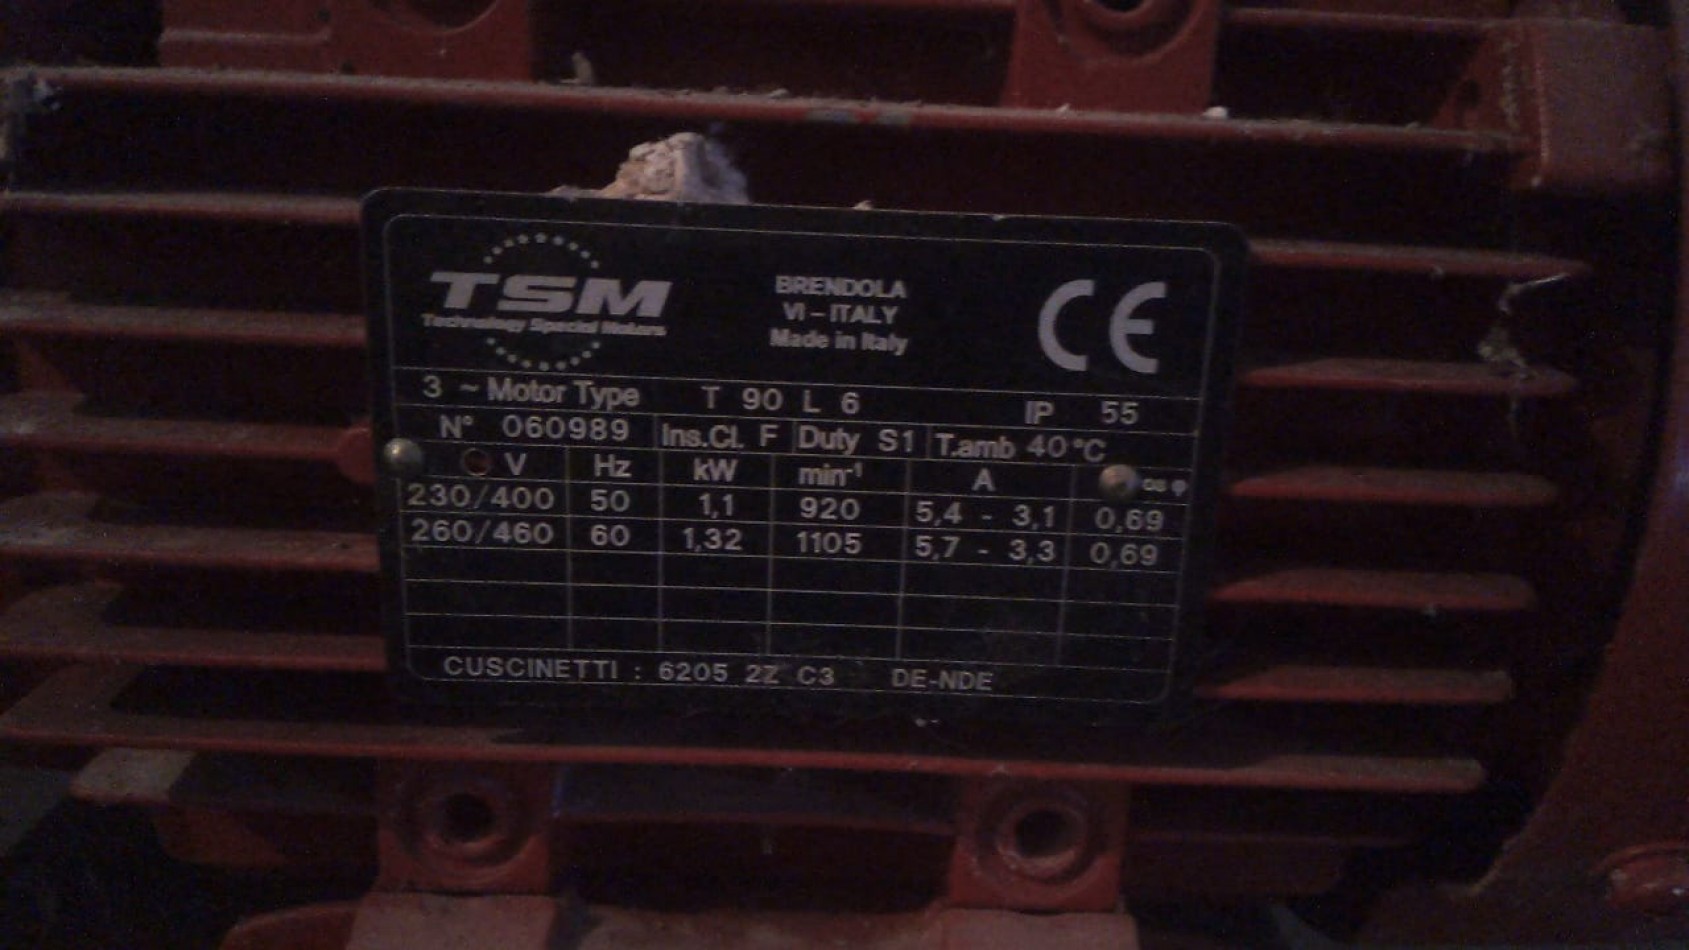 TSM
Technology Special Motors
BRENDOLA
VI - ITALY
Made in Italy
CE
3 ~ Motor Type T 90 L 6 IP 55
N° 060989 Ins.Cl. F Duty S1 T.amb 40°C
V Hz kW min-¹ A os φ
230/400 50 1,1 920 5,4 - 3,1 0,69
260/460 60 1,32 1105 5,7 - 3,3 0,69
CUSCINETTI : 6205 2Z C3 DE-NDE